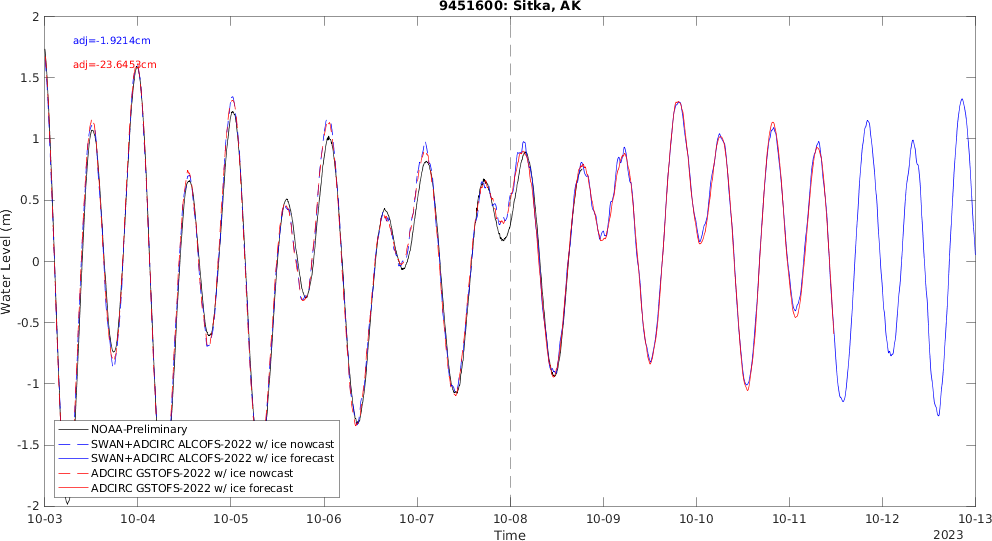 9451600: Sitka, AK
adj=-1.9214cm
adj=-23.6453cm
Water Level (m)
2
1.5
1
0.5
0
-0.5
-1
-1.5
-2
NOAA-Preliminary
SWAN+ADCIRC ALCOFS-2022 w/ ice nowcast
SWAN+ADCIRC ALCOFS-2022 w/ ice forecast
ADCIRC GSTOFS-2022 w/ ice nowcast
ADCIRC GSTOFS-2022 w/ ice forecast
10-03 10-04 10-05 10-06 10-07 10-08 10-09 10-10 10-11 10-12 10-13
Time
2023